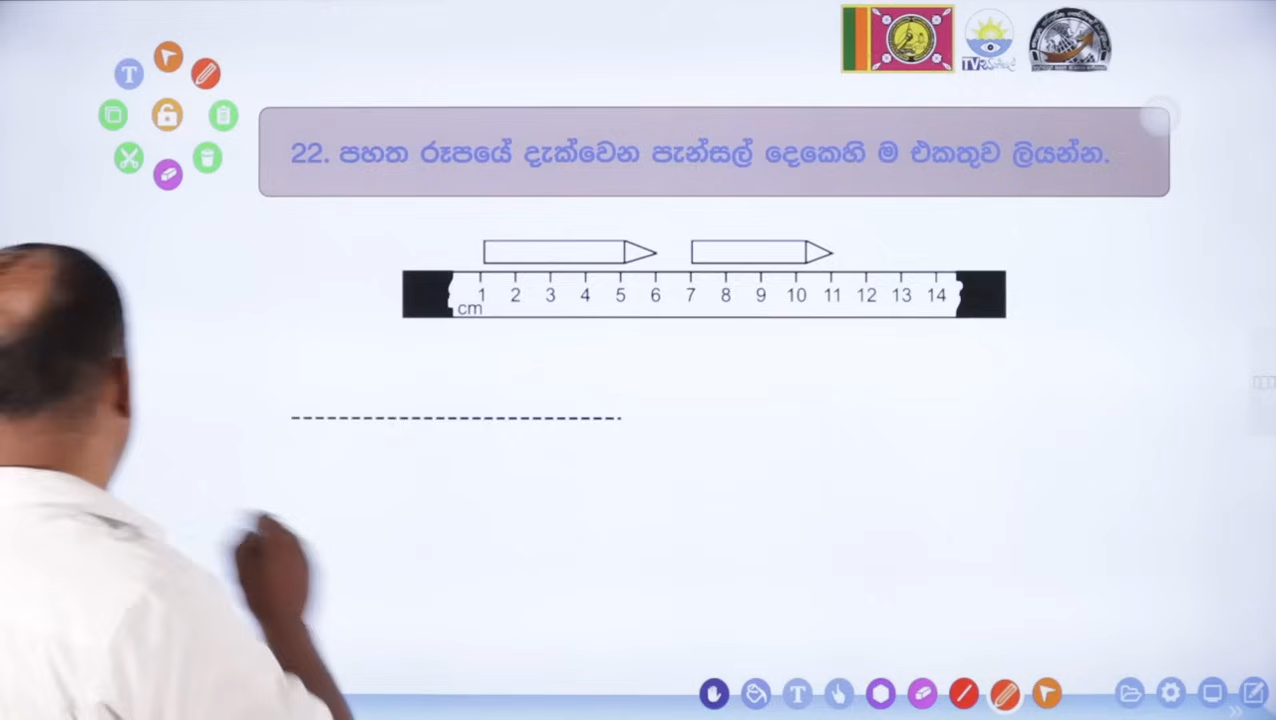 22. පහත රූපයේ දැක්වෙන පැන්සල් දෙකෙහි ම එකතුව ලියන්න.
1 2 3 4 5 6 7 8 9 10 11 12 13 14
cm